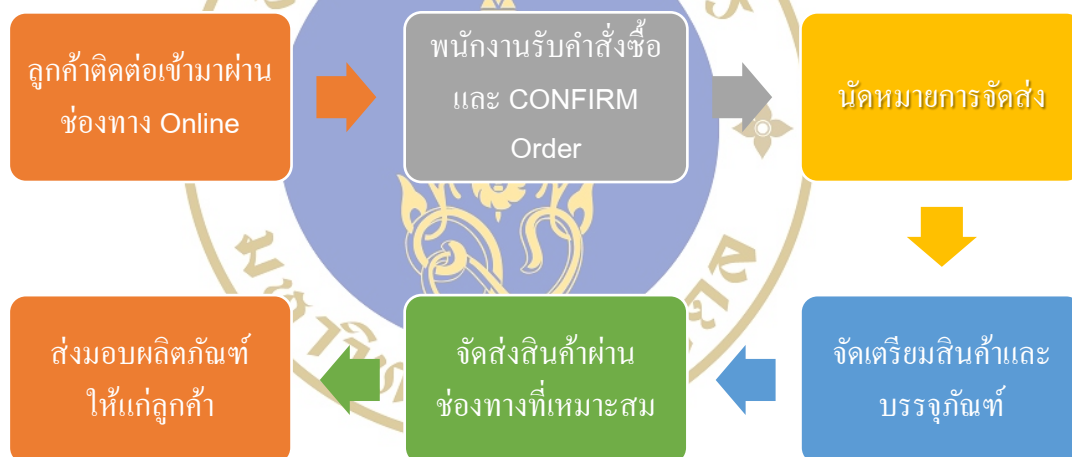 ลูกค้าติดต่อเข้ามาผ่าน
ช่องทาง Online
พนักงานรับคำสั่งซื้อ
และ CONFIRM
Order
นัดหมายการจัดส่ง
จัดเตรียมสินค้าและ
บรรจุภัณฑ์
จัดส่งสินค้าผ่าน
ช่องทางที่เหมาะสม
ส่งมอบผลิตภัณฑ์
ให้แก่ลูกค้า